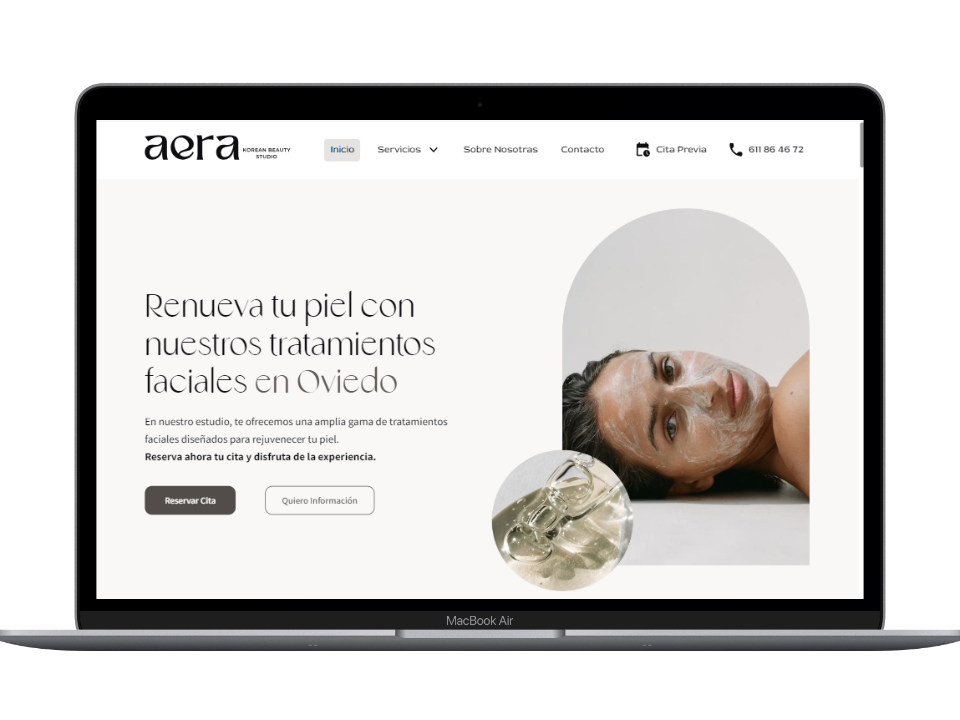 aera KOREAN BEAUTY
STUDIO
Inicio Servicios Sobre Nosotras Contacto Cita Previa 611 86 46 72
Renueva tu piel con
nuestros tratamientos
faciales en Oviedo
En nuestro estudio, te ofrecemos una amplia gama de tratamientos
faciales diseñados para rejuvenecer tu piel.
Reserva ahora tu cita y disfruta de la experiencia.
Reservar Cita Quiero Información
MacBook Air